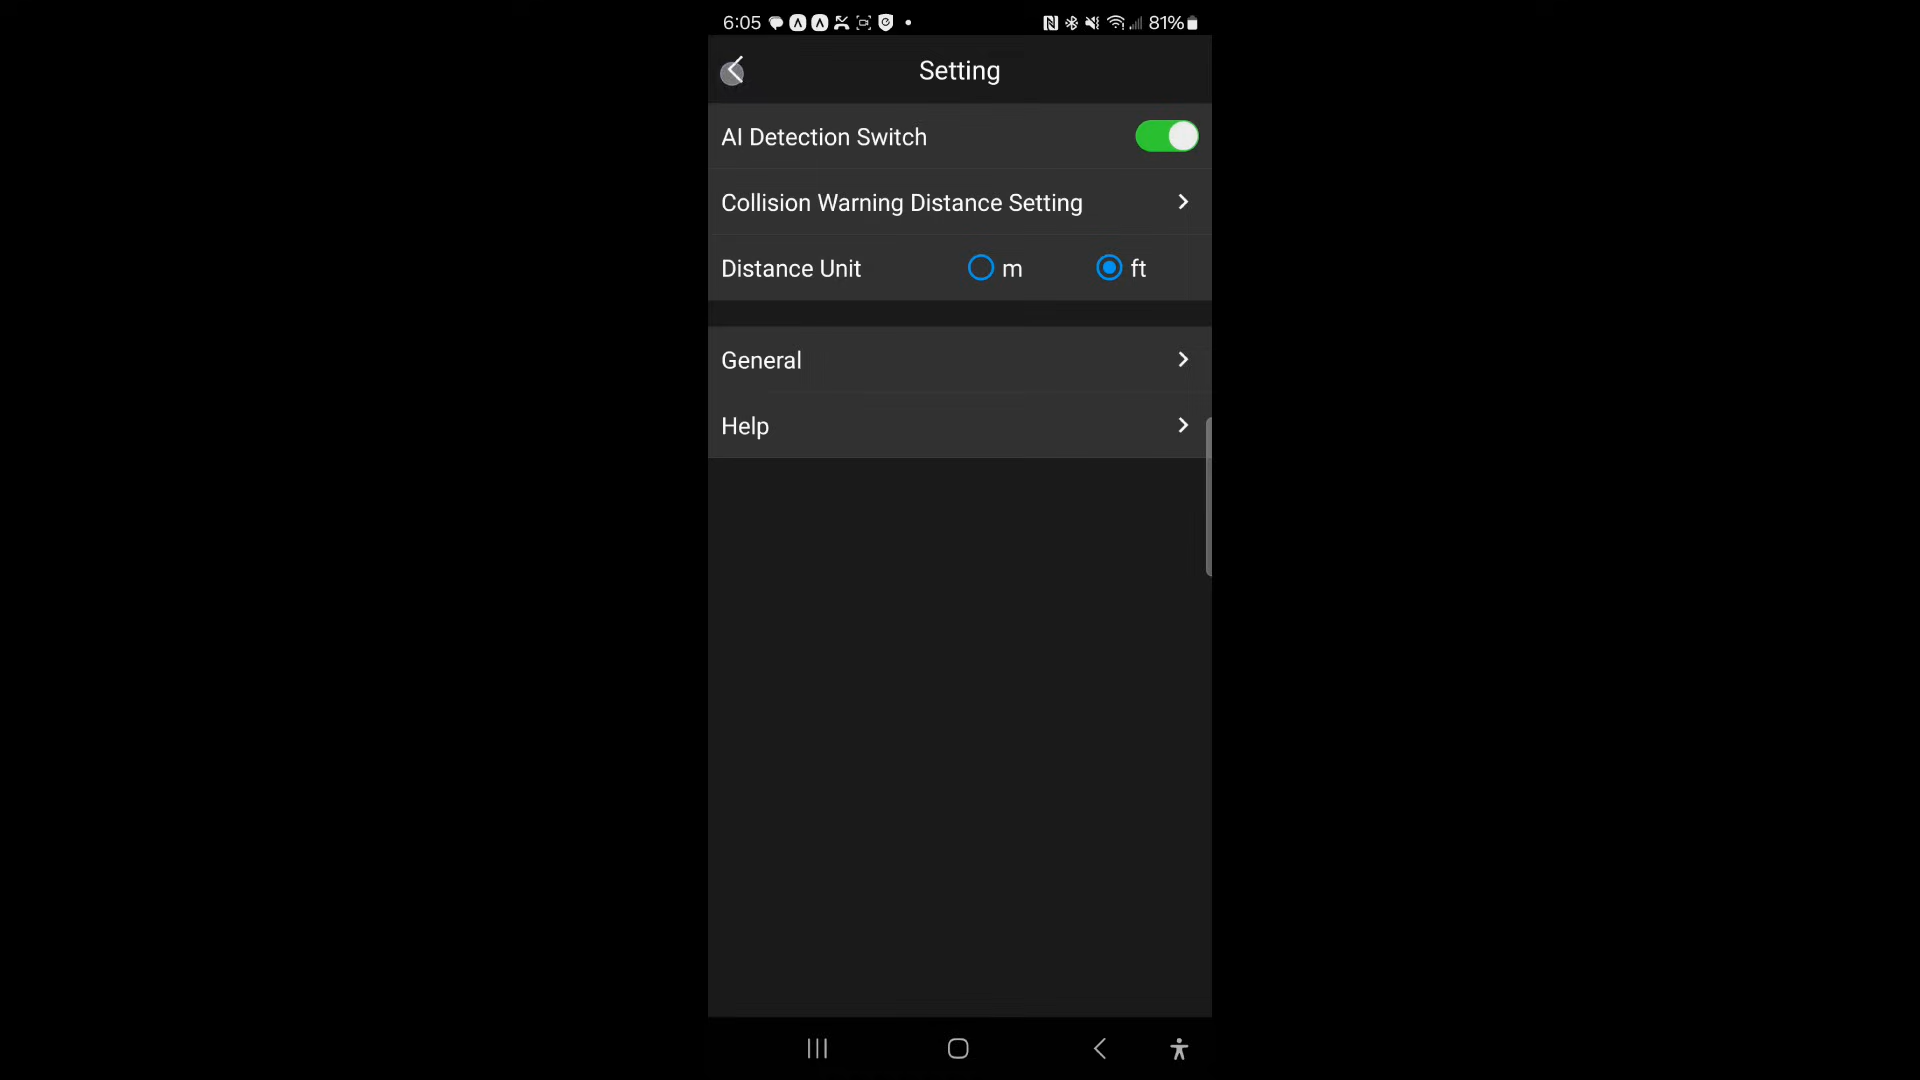 6:05 81%
Setting
AI Detection Switch
Collision Warning Distance Setting
Distance Unit m ft
General
Help